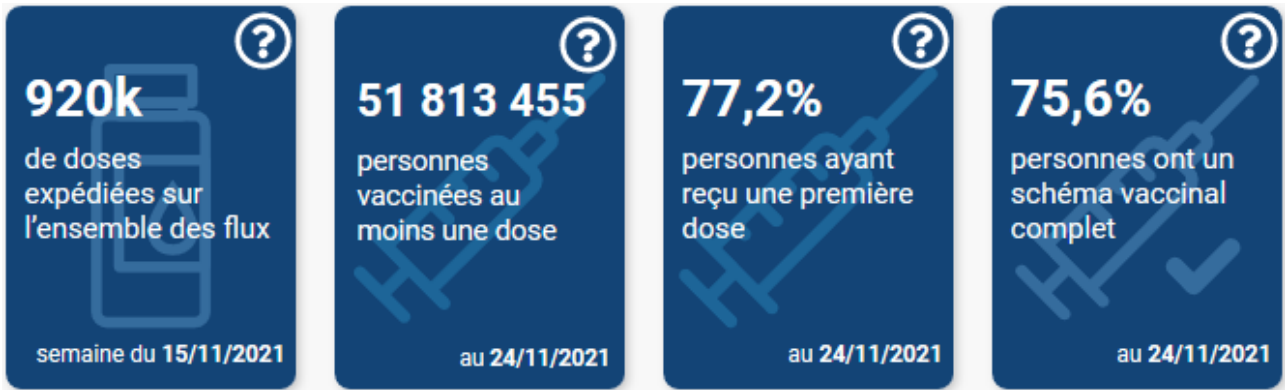 ?
920k
de doses
expédiées sur
l'ensemble des flux
semaine du 15/11/2021
?
51 813 455
personnes
vaccinées au
moins une dose
au 24/11/2021
?
77,2%
personnes ayant
reçu une première
dose
au 24/11/2021
?
75,6%
personnes ont un
schéma vaccinal
complet
au 24/11/2021